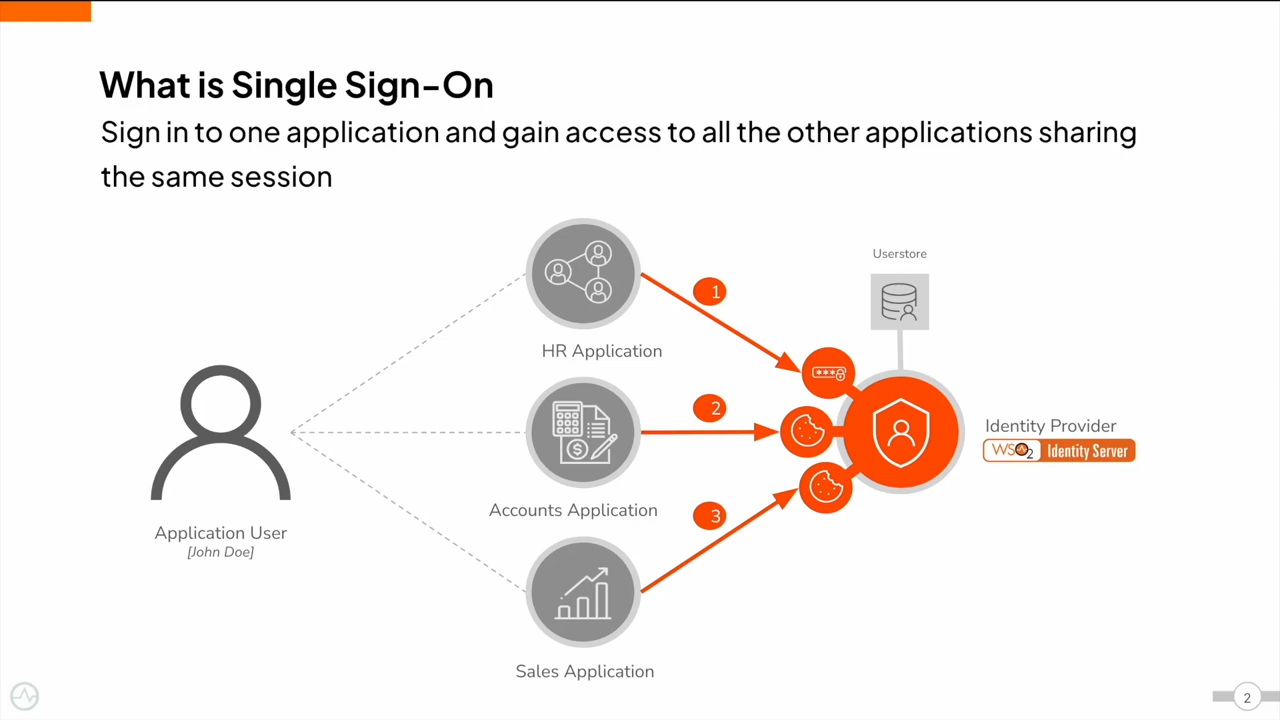 What is Single Sign-On
Sign in to one application and gain access to all the other applications sharing
the same session
Userstore
1
HR Application
***
2
Identity Provider
WSO2 Identity Server
Accounts Application
3
Application User
[John Doe]
Sales Application
2